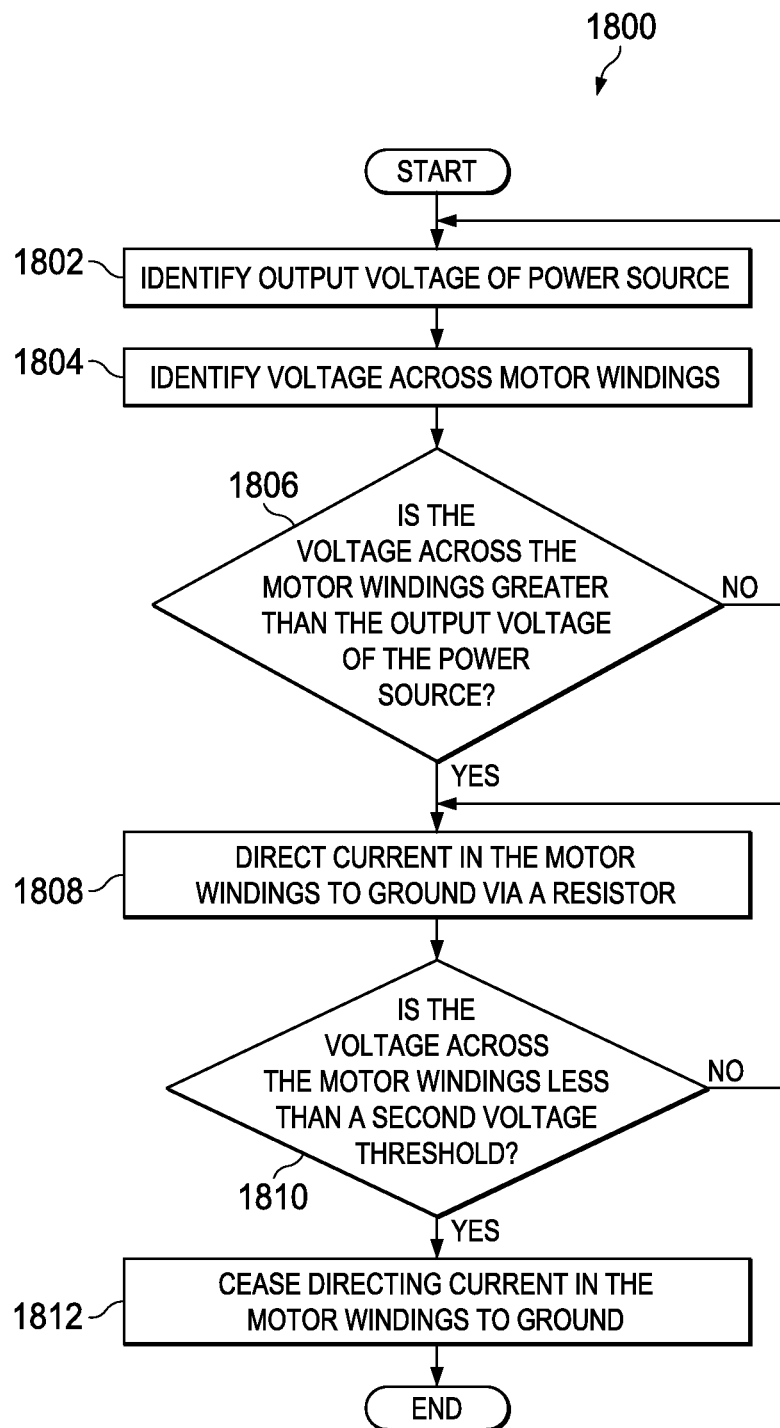 1800
START
1802
IDENTIFY OUTPUT VOLTAGE OF POWER SOURCE
1804
IDENTIFY VOLTAGE ACROSS MOTOR WINDINGS
1806
IS THE
VOLTAGE ACROSS THE
MOTOR WINDINGS GREATER
THAN THE OUTPUT VOLTAGE
OF THE POWER
SOURCE?
NO
YES
1808
DIRECT CURRENT IN THE MOTOR
WINDINGS TO GROUND VIA A RESISTOR
IS THE
VOLTAGE ACROSS
THE MOTOR WINDINGS LESS
THAN A SECOND VOLTAGE
THRESHOLD?
NO
1810
YES
1812
CEASE DIRECTING CURRENT IN THE
MOTOR WINDINGS TO GROUND
END